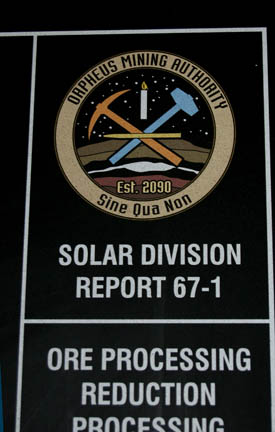 ORPHEUS MINING AUTHORITY
Est. 2090
Sine Qua Non
SOLAR DIVISION
REPORT 67-1
ORE PROCESSING
REDUCTION
PROCESSING